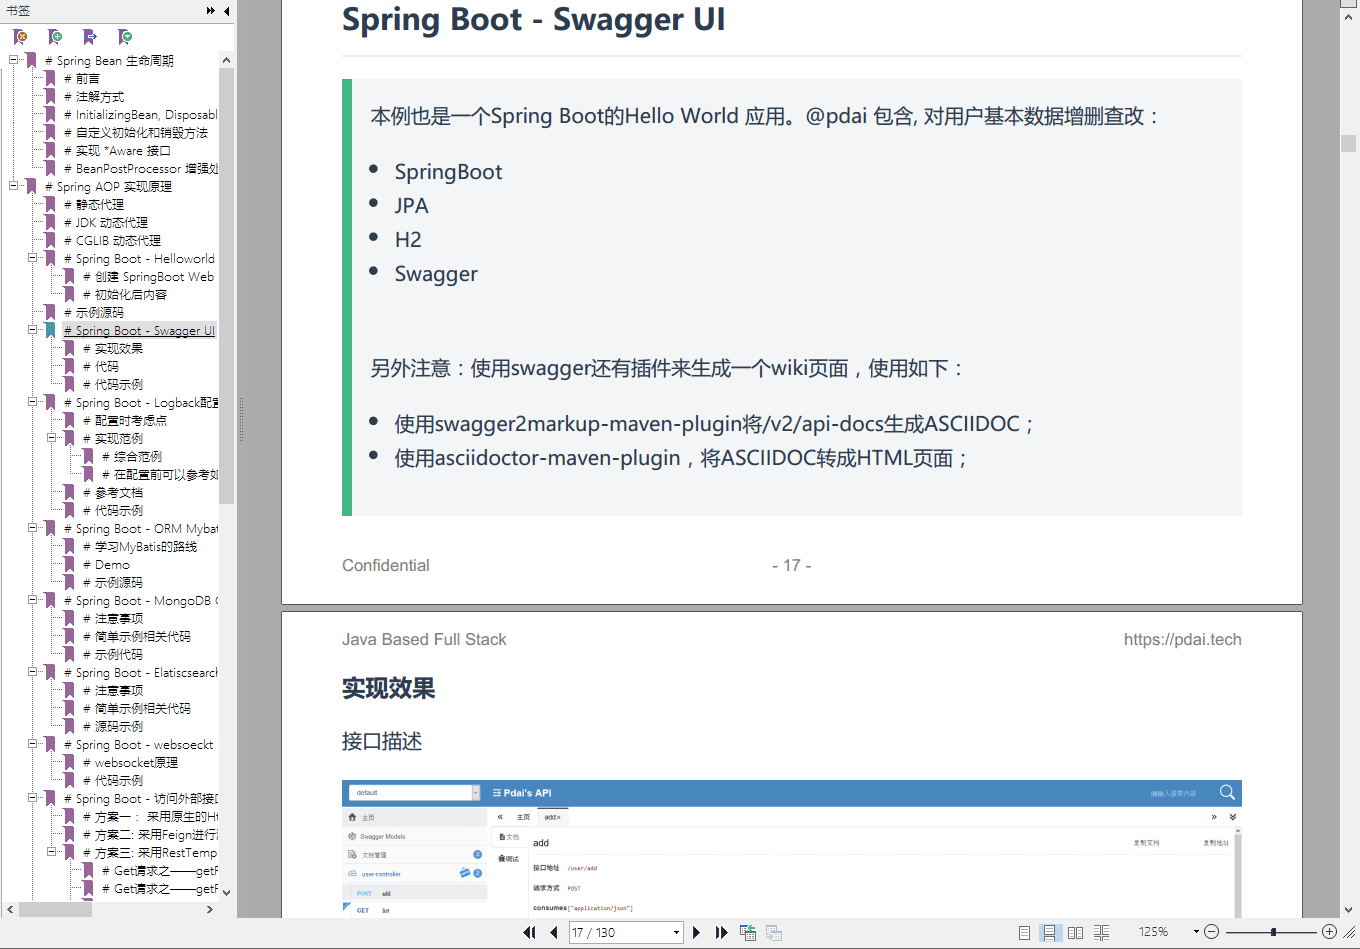 书签
# Spring Bean 生命周期
# 前言
# 注解方式
# InitializingBean, Disposabl
# 自定义初始化和销毁方法
# 实现 *Aware 接口
# BeanPostProcessor 增强处
# Spring AOP 实现原理
# 静态代理
# JDK 动态代理
# CGLIB 动态代理
# Spring Boot - Helloworld
# 创建 SpringBoot Web
# 初始化后内容
# 示例源码
# Spring Boot - Swagger UI
# 实现效果
# 代码
# 代码示例
# Spring Boot - Logback配置
# 配置时考虑点
# 实现范例
# 综合范例
# 在配置前可以参考如
# 参考文档
# 代码示例
# Spring Boot - ORM Mybat
# 学习MyBatis的路线
# Demo
# 示例源码
# Spring Boot - MongoDB
# 注意事项
# 简单示例相关代码
# 示例代码
# Spring Boot - Elatiscsearch
# 注意事项
# 简单示例相关代码
# 源码示例
# Spring Boot - websoeckt
# websocket原理
# 代码示例
# Spring Boot - 访问外部接口
# 方案一： 采用原生的Ht
# 方案二: 采用Feign进行
# 方案三: 采用RestTemp
# Get请求之——getF
# Get请求之——getF
Spring Boot - Swagger UI
本例也是一个Spring Boot的Hello World 应用。@pdai 包含, 对用户基本数据增删查改：
• SpringBoot
• JPA
• H2
• Swagger
另外注意：使用swagger还有插件来生成一个wiki页面，使用如下：
• 使用swagger2markup-maven-plugin将/v2/api-docs生成ASCIIDOC；
• 使用asciidoctor-maven-plugin，将ASCIIDOC转成HTML页面；
Confidential - 17 -
Java Based Full Stack https://pdai.tech
实现效果
接口描述
default Pdai's API 请输入搜索内容
主页 « 主页 add× »
Swagger Models 文档 add 复制文档 复制地址
文档管理 3 调试 接口地址 /user/add
user-controller 2 请求方式 POST
POST add consumes ["application/json"]
GET list
17 / 130 125%